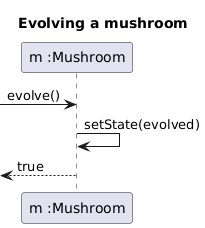 Evolving a mushroom
m :Mushroom
evolve()
setState(evolved)
true
m :Mushroom